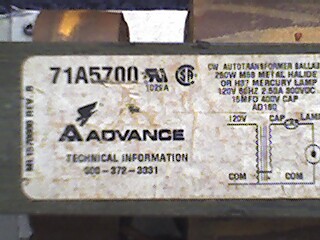 71A5700
ADVANCE
TECHNICAL INFORMATION
800-372-3331
CW AUTOTRANSFORMER BALLAST
250W M58 METAL HALIDE
OR H37 MERCURY LAMP
120V 60HZ 2.50A 300VOC
15MFD 400V CAP
120V
CAP
LAMP
COM
COM